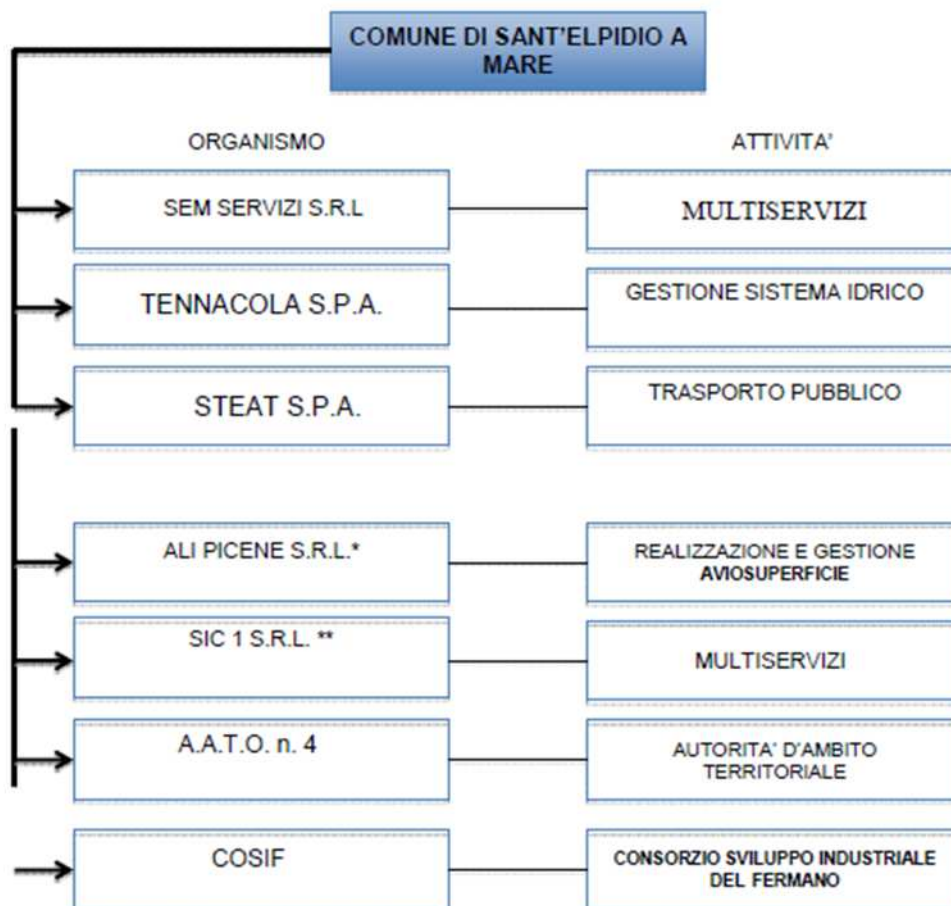 COMUNE DI SANT'ELPIDIO A
MARE
ORGANISMO
ATTIVITA'
SEM SERVIZI S.R.L
MULTISERVIZI
TENNACOLA S.P.A.
GESTIONE SISTEMA IDRICO
STEAT S.P.A.
TRASPORTO PUBBLICO
ALI PICENE S.R.L.*
REALIZZAZIONE E GESTIONE
AVIOSUPERFICIE
SIC 1 S.R.L. **
MULTISERVIZI
A.A.T.O. n. 4
AUTORITA' D'AMBITO
TERRITORIALE
COSIF
CONSORZIO SVILUPPO INDUSTRIALE
DEL FERMANO